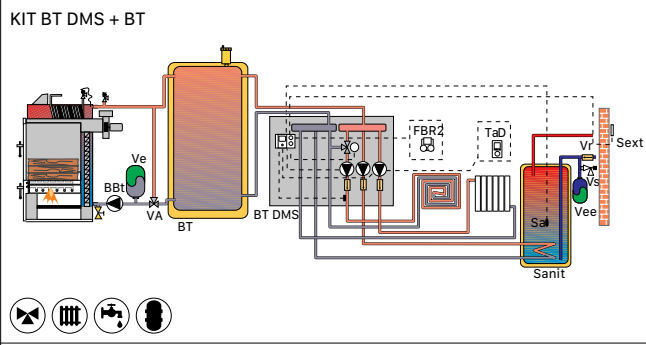 KIT BT DMS + BT
FBR2
TaD
Ve
Vr
Sext
BBt
Vs
VA
BT
BT DMS
Sa
Vee
Sanit